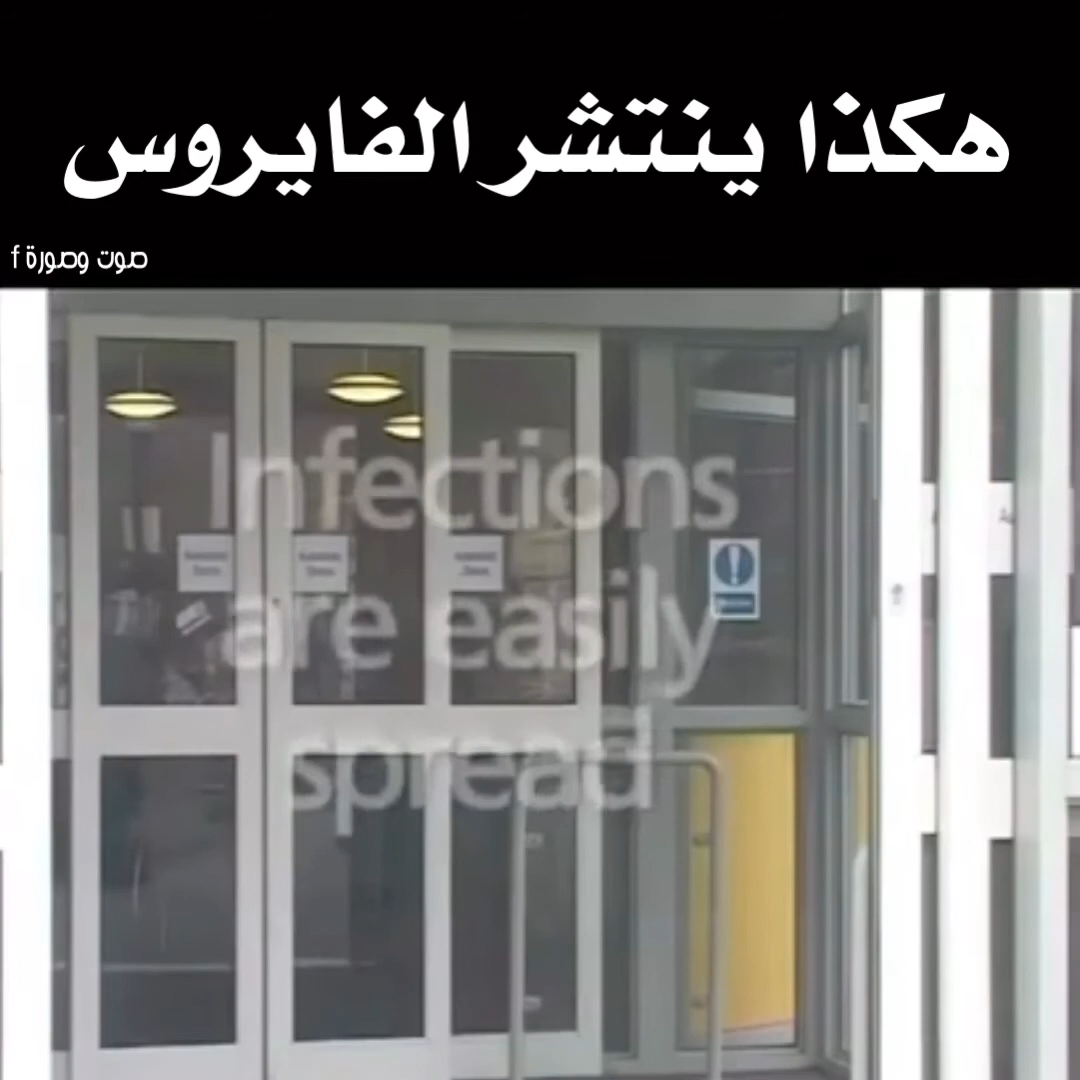 هكذا ينتشر الفايروس
صوت وصورة f
Infections
are easily
spread